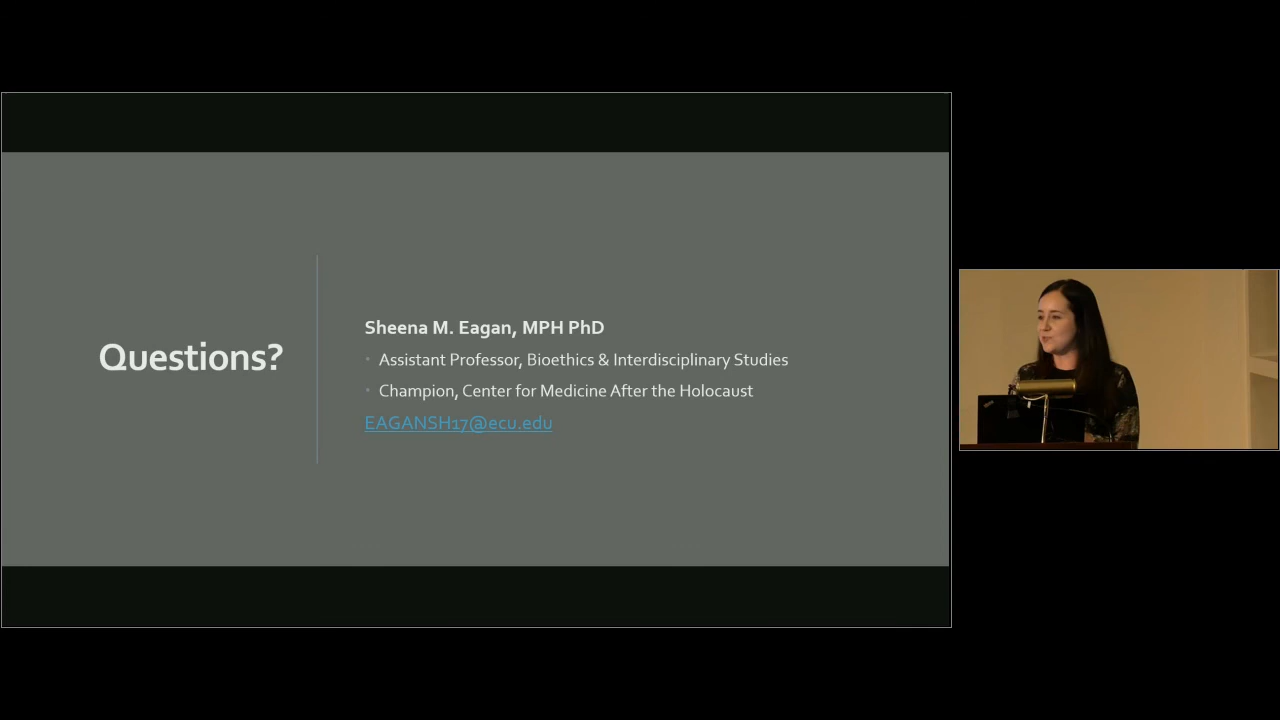 Questions?
Sheena M. Eagan, MPH PhD
Assistant Professor, Bioethics & Interdisciplinary Studies
Champion, Center for Medicine After the Holocaust
EAGANSH17@ecu.edu